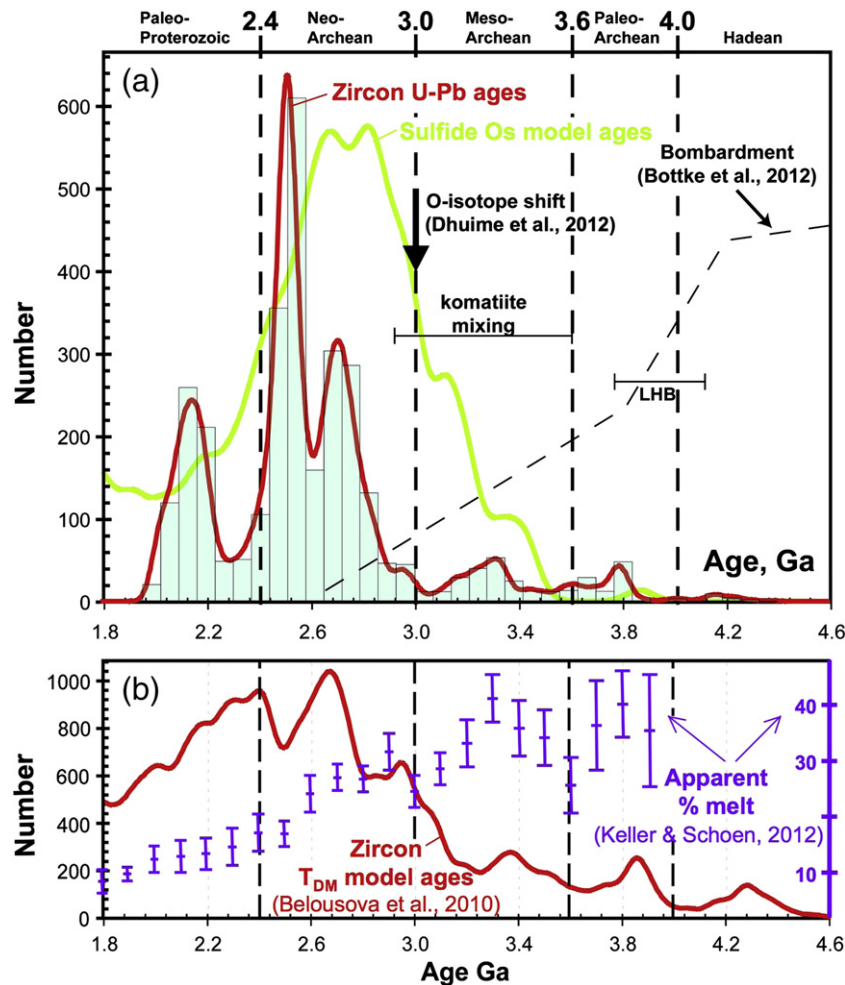 Paleo-
Proterozoic
2.4
Neo-
Archean
3.0
Meso-
Archean
3.6
Paleo-
Archean
4.0
Hadean
(a)
Zircon U-Pb ages
Sulfide Os model ages
Bombardment
(Bottke et al., 2012)
O-isotope shift
(Dhuime et al., 2012)
komatiite
mixing
LHB
Number
600
500
400
300
200
100
0
Age, Ga
1.8 2.2 2.6 3.0 3.4 3.8 4.2 4.6
(b)
Number
1000
800
600
400
200
0
40
30
20
10
Apparent
% melt
(Keller & Schoen, 2012)
Zircon
TDM model ages
(Belousova et al., 2010)
1.8 2.2 2.6 3.0 3.4 3.8 4.2 4.6
Age Ga